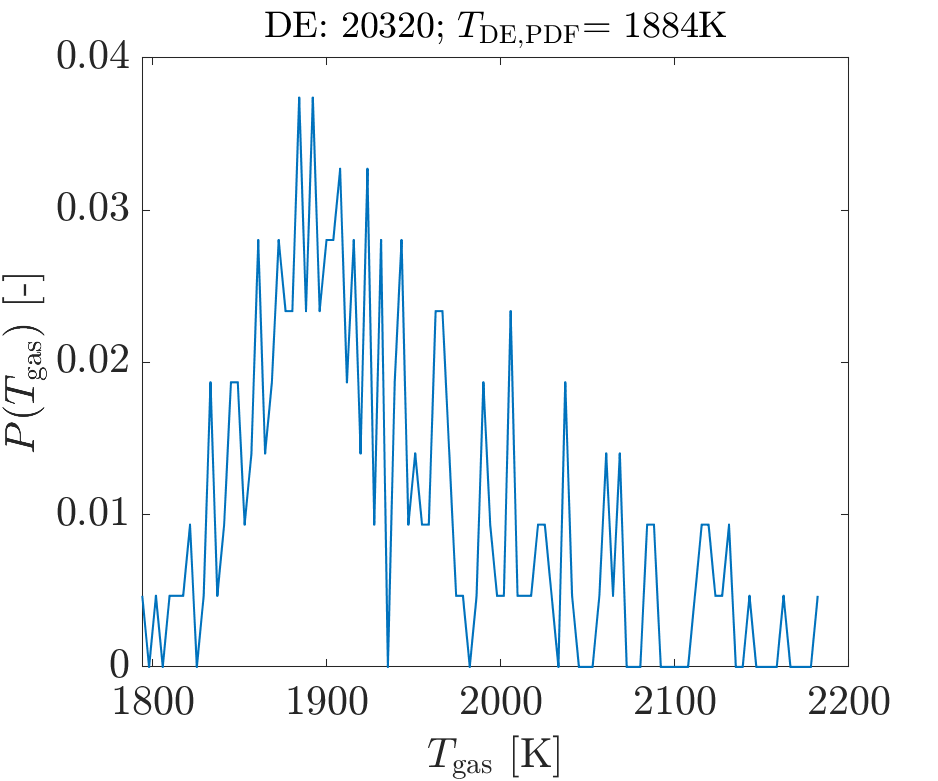 DE: 20320; T_DE,PDF= 1884K
0.04
0.03
0.02
0.01
0
P(T_gas) [-]
1800 1900 2000 2100 2200
T_gas [K]